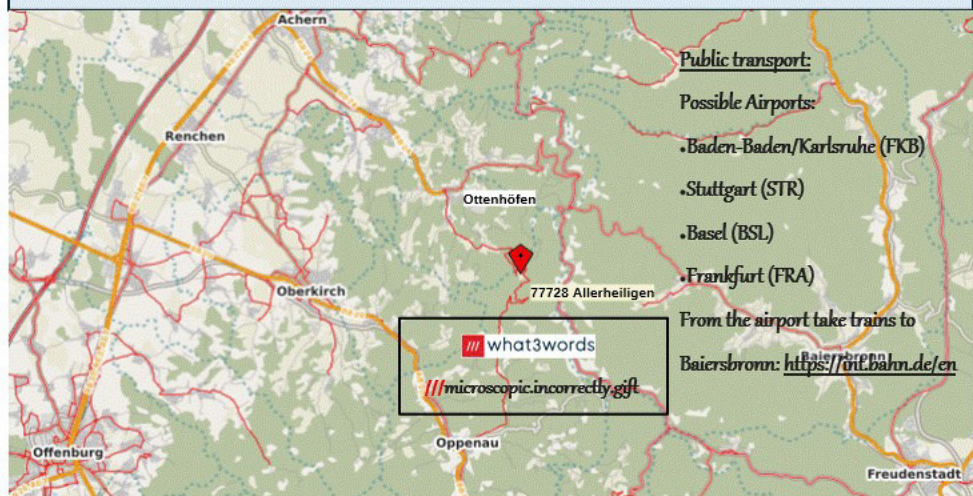 Achern
Public transport:
Possible Airports:
Renchen
•Baden-Baden/Karlsruhe (FKB)
Ottenhöfen
•Stuttgart (STR)
•Basel (BSL)
•Frankfurt (FRA)
Oberkirch
77728 Allerheiligen
From the airport take trains to
/// what3words
Baiersbronn
Baiersbronn: https://int.bahn.de/en
///microscopic.incorrectly.gift
Oppenau
Offenburg
Freudenstadt